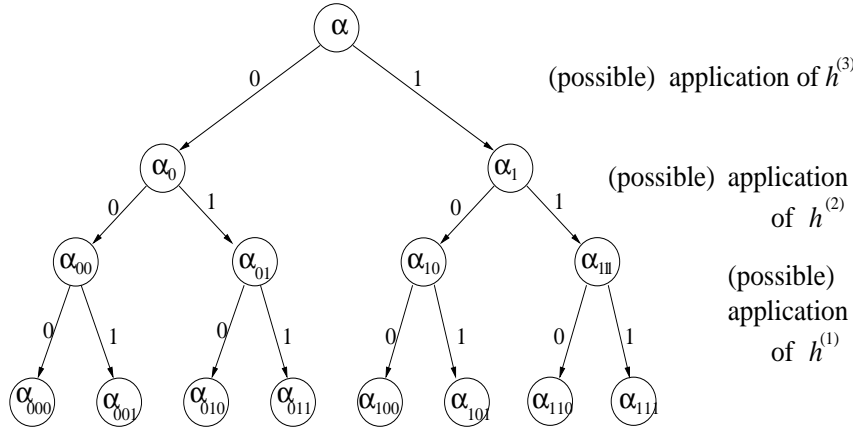 α
0 1
(possible) application of h(3)
α0 α1
(possible) application
of h(2)
0 1 0 1
α00 α01 α10 α111
(possible)
application
of h(1)
0 1 0 1 0 1 0 1
α000 α001 α010 α011 α100 α101 α110 α111